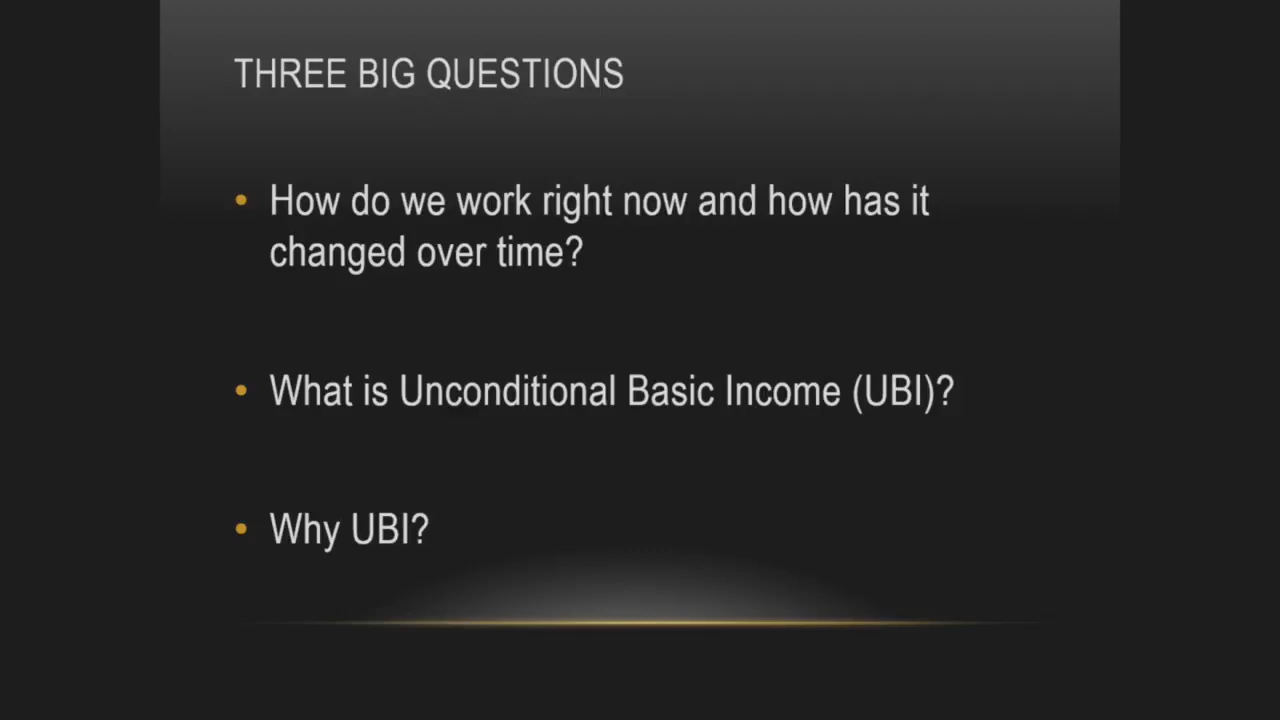 THREE BIG QUESTIONS
• How do we work right now and how has it
changed over time?
• What is Unconditional Basic Income (UBI)?
• Why UBI?